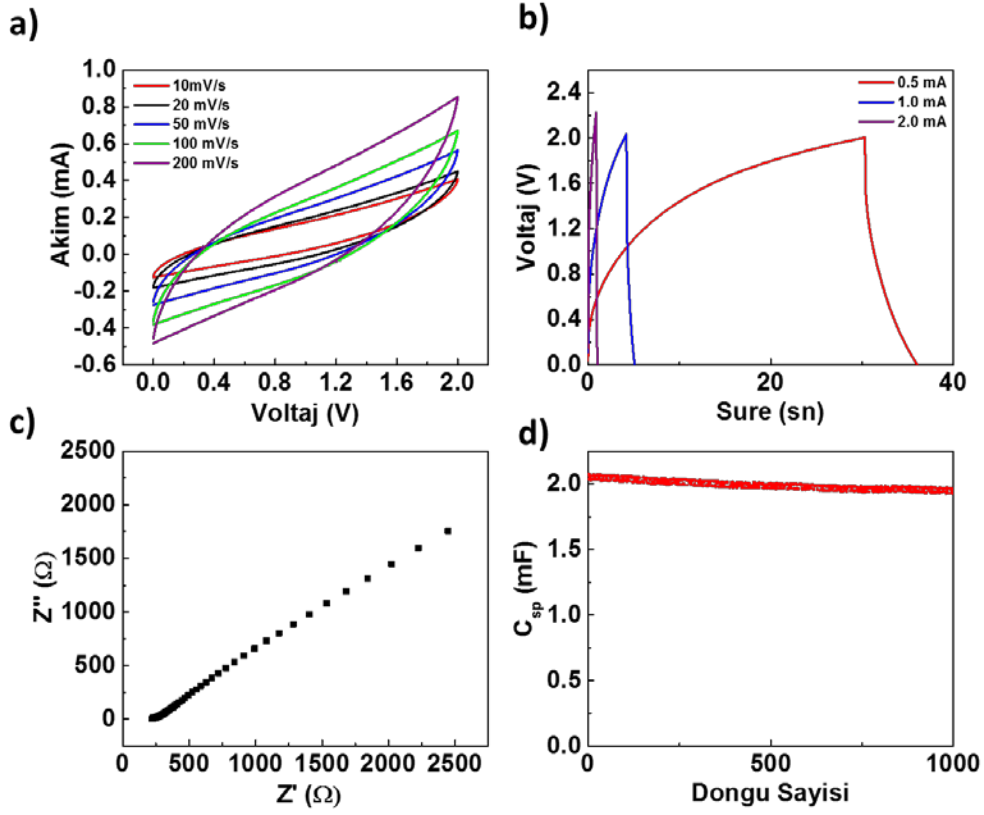 a)
1.0
0.8
0.6
0.4
0.2
0.0
-0.2
-0.4
-0.6
Akim (mA)
10mV/s
20 mV/s
50 mV/s
100 mV/s
200 mV/s
0.0 0.4 0.8 1.2 1.6 2.0
Voltaj (V)
b)
2.4
2.0
1.6
1.2
0.8
0.4
0.0
Voltaj (V)
0.5 mA
1.0 mA
2.0 mA
0 20 40
Sure (sn)
c)
2500
2000
1500
1000
500
0
Z'' (Ω)
0 500 1000 1500 2000 2500
Z' (Ω)
d)
2.0
1.5
1.0
0.5
0.0
C_sp (mF)
0 500 1000
Dongu Sayisi